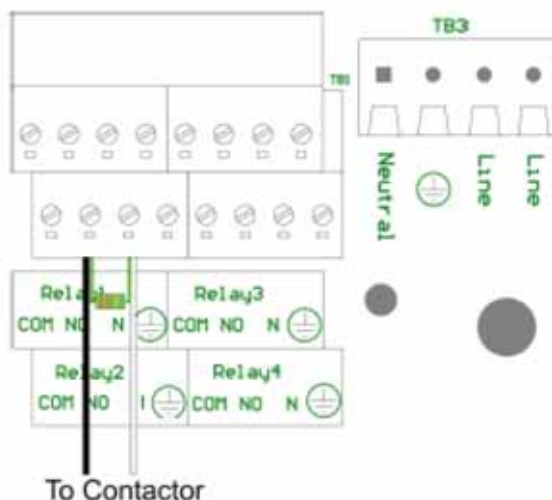 TB3
TB1
Neutral
Line
Line
Relay1 Relay3
COM NO N COM NO N
Relay2 Relay4
COM NO COM NO N
To Contactor